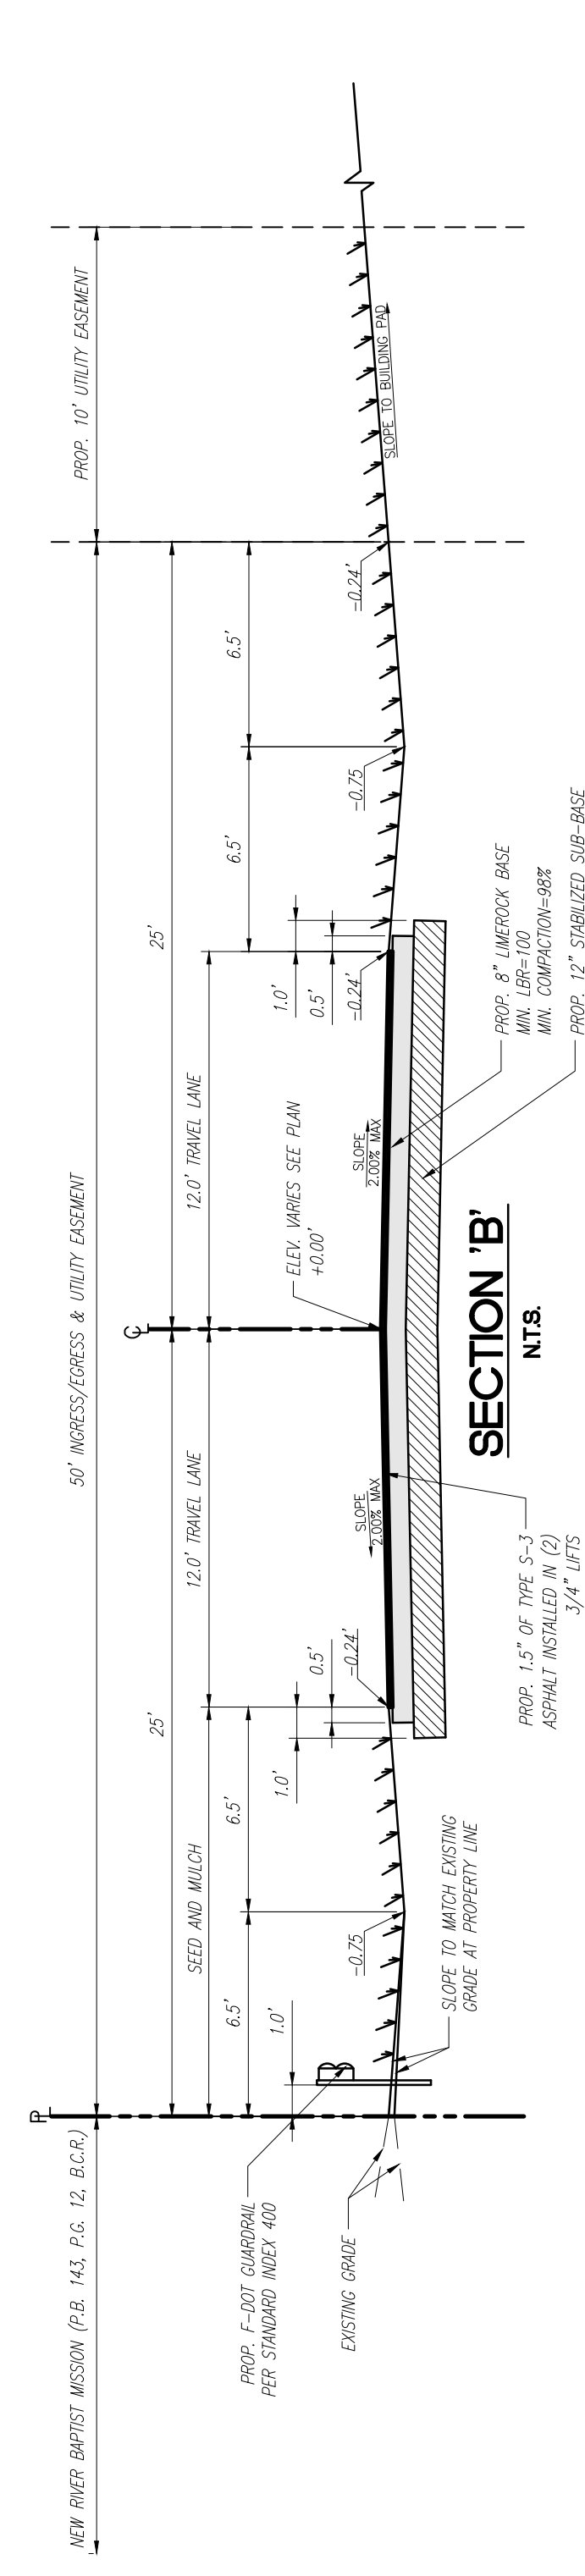 NEW RIVER BAPTIST MISSION (P.B. 143, P.G. 12, B.C.R.)
50' INGRESS/EGRESS & UTILITY EASEMENT
PROP. 10' UTILITY EASEMENT
PL
25'
25'
CL
SEED AND MULCH
12.0' TRAVEL LANE
12.0' TRAVEL LANE
6.5'
6.5'
6.5'
6.5'
1.0'
1.0'
0.5'
1.0'
0.5'
PROP. F-DOT GUARDRAIL
PER STANDARD INDEX 400
EXISTING GRADE
-0.75
-0.24'
SLOPE
2.00% MAX
ELEV. VARIES SEE PLAN
+0.00'
SLOPE
2.00% MAX
-0.24'
-0.75
-0.24'
SLOPE TO BUILDING PAD
SLOPE TO MATCH EXISTING
GRADE AT PROPERTY LINE
PROP. 1.5" OF TYPE S-3
ASPHALT INSTALLED IN (2)
3/4" LIFTS
SECTION 'B'
N.T.S.
PROP. 8" LIMEROCK BASE
MIN. LBR=100
MIN. COMPACTION=98%
PROP. 12" STABILIZED SUB-BASE